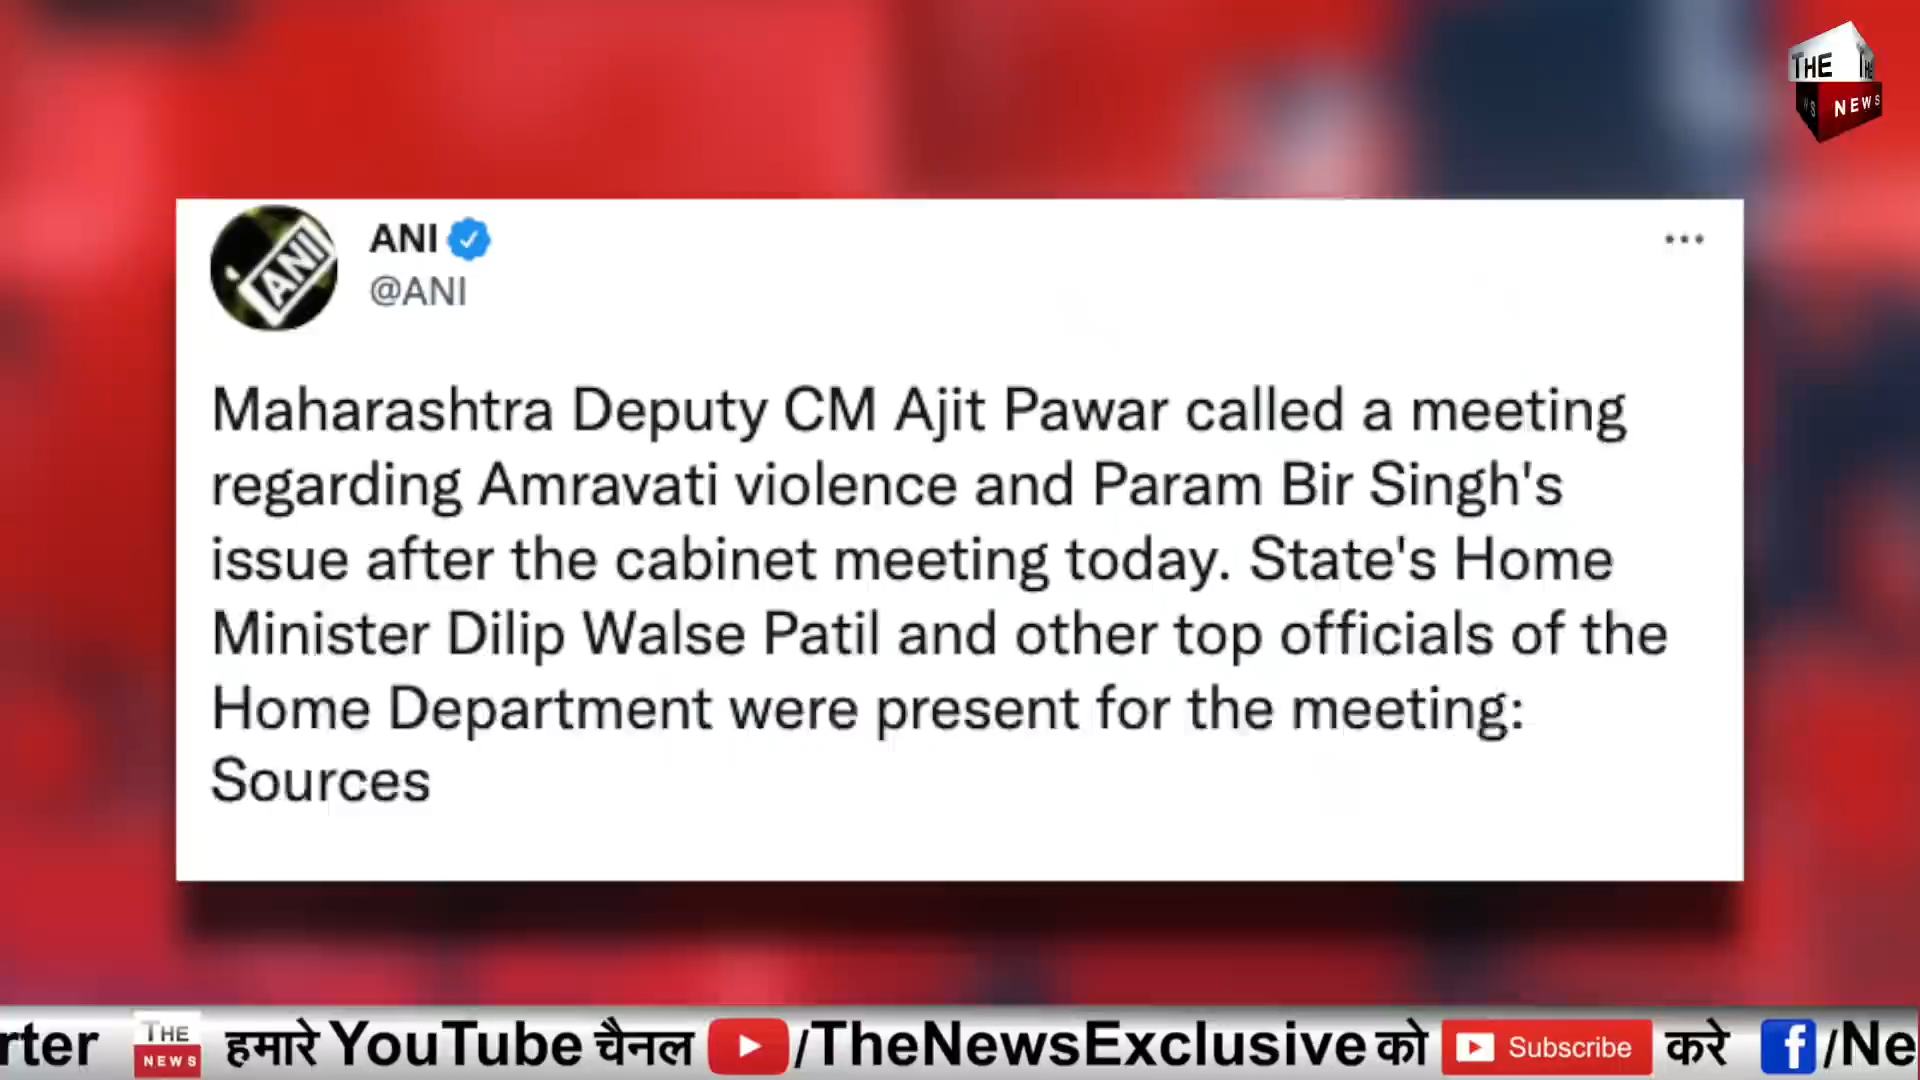 THE
NEWS
ANI
@ANI
Maharashtra Deputy CM Ajit Pawar called a meeting
regarding Amravati violence and Param Bir Singh's
issue after the cabinet meeting today. State's Home
Minister Dilip Walse Patil and other top officials of the
Home Department were present for the meeting:
Sources
rter THE NEWS हमारे YouTube चैनल /TheNewsExclusive को Subscribe करे f /Ne